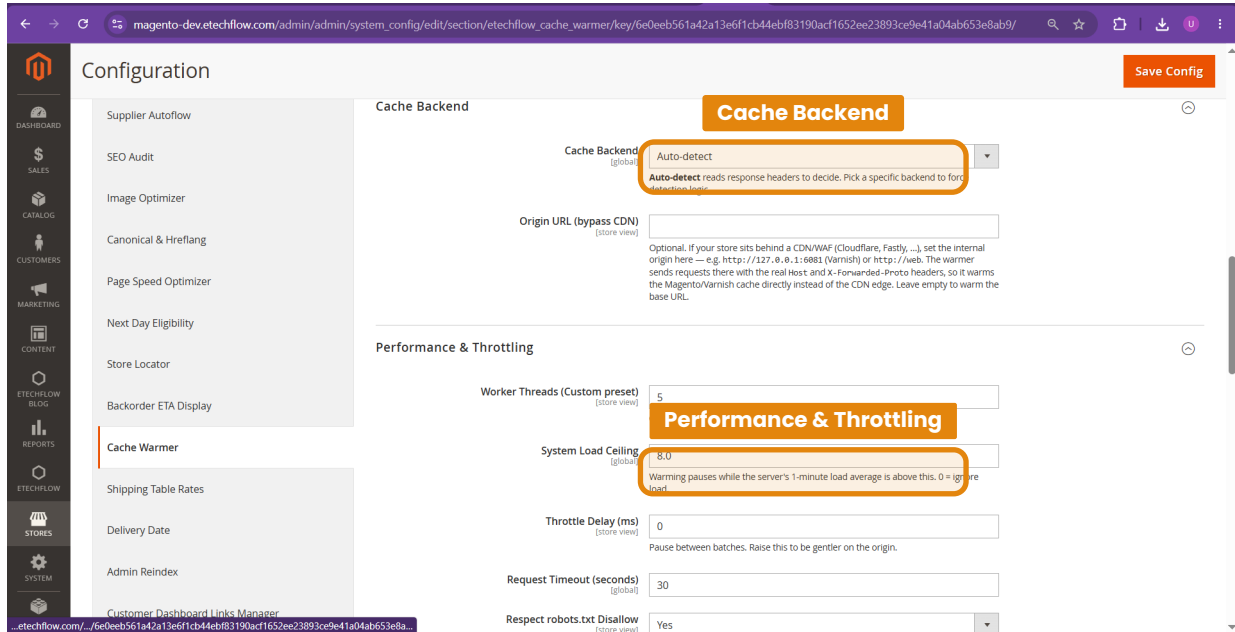 magento-dev.etechflow.com/admin/admin/system_config/edit/section/etechflow_cache_warmer/key/6e0eeb561a42a13e6f1cb44ebf83190acf1652ee23893ce9e41a04ab653e8ab9/
U
Configuration
Save Config
DASHBOARD
SALES
CATALOG
CUSTOMERS
MARKETING
CONTENT
ETECHFLOW
BLOG
REPORTS
ETECHFLOW
STORES
SYSTEM
Supplier Autoflow
SEO Audit
Image Optimizer
Canonical & Hreflang
Page Speed Optimizer
Next Day Eligibility
Store Locator
Backorder ETA Display
Cache Warmer
Shipping Table Rates
Delivery Date
Admin Reindex
Customer Dashboard Links Manager
Cache Backend
Cache Backend
Cache Backend
[global]
Auto-detect
Auto-detect reads response headers to decide. Pick a specific backend to force
detection logic.
Origin URL (bypass CDN)
[store view]
Optional. If your store sits behind a CDN/WAF (Cloudflare, Fastly, ...), set the internal
origin here — e.g. http://127.0.0.1:6081 (Varnish) or http://web. The warmer
sends requests there with the real Host and X-Forwarded-Proto headers, so it warms
the Magento/Varnish cache directly instead of the CDN edge. Leave empty to warm the
base URL.
Performance & Throttling
Worker Threads (Custom preset)
[store view]
5
Performance & Throttling
System Load Ceiling
[global]
8.0
Warming pauses while the server's 1-minute load average is above this. 0 = ignore
load.
Throttle Delay (ms)
[store view]
0
Pause between batches. Raise this to be gentler on the origin.
Request Timeout (seconds)
[global]
30
Respect robots.txt Disallow
[store view]
Yes
...etechflow.com/.../6e0eeb561a42a13e6f1cb44ebf83190acf1652ee23893ce9e41a04ab653e8a...